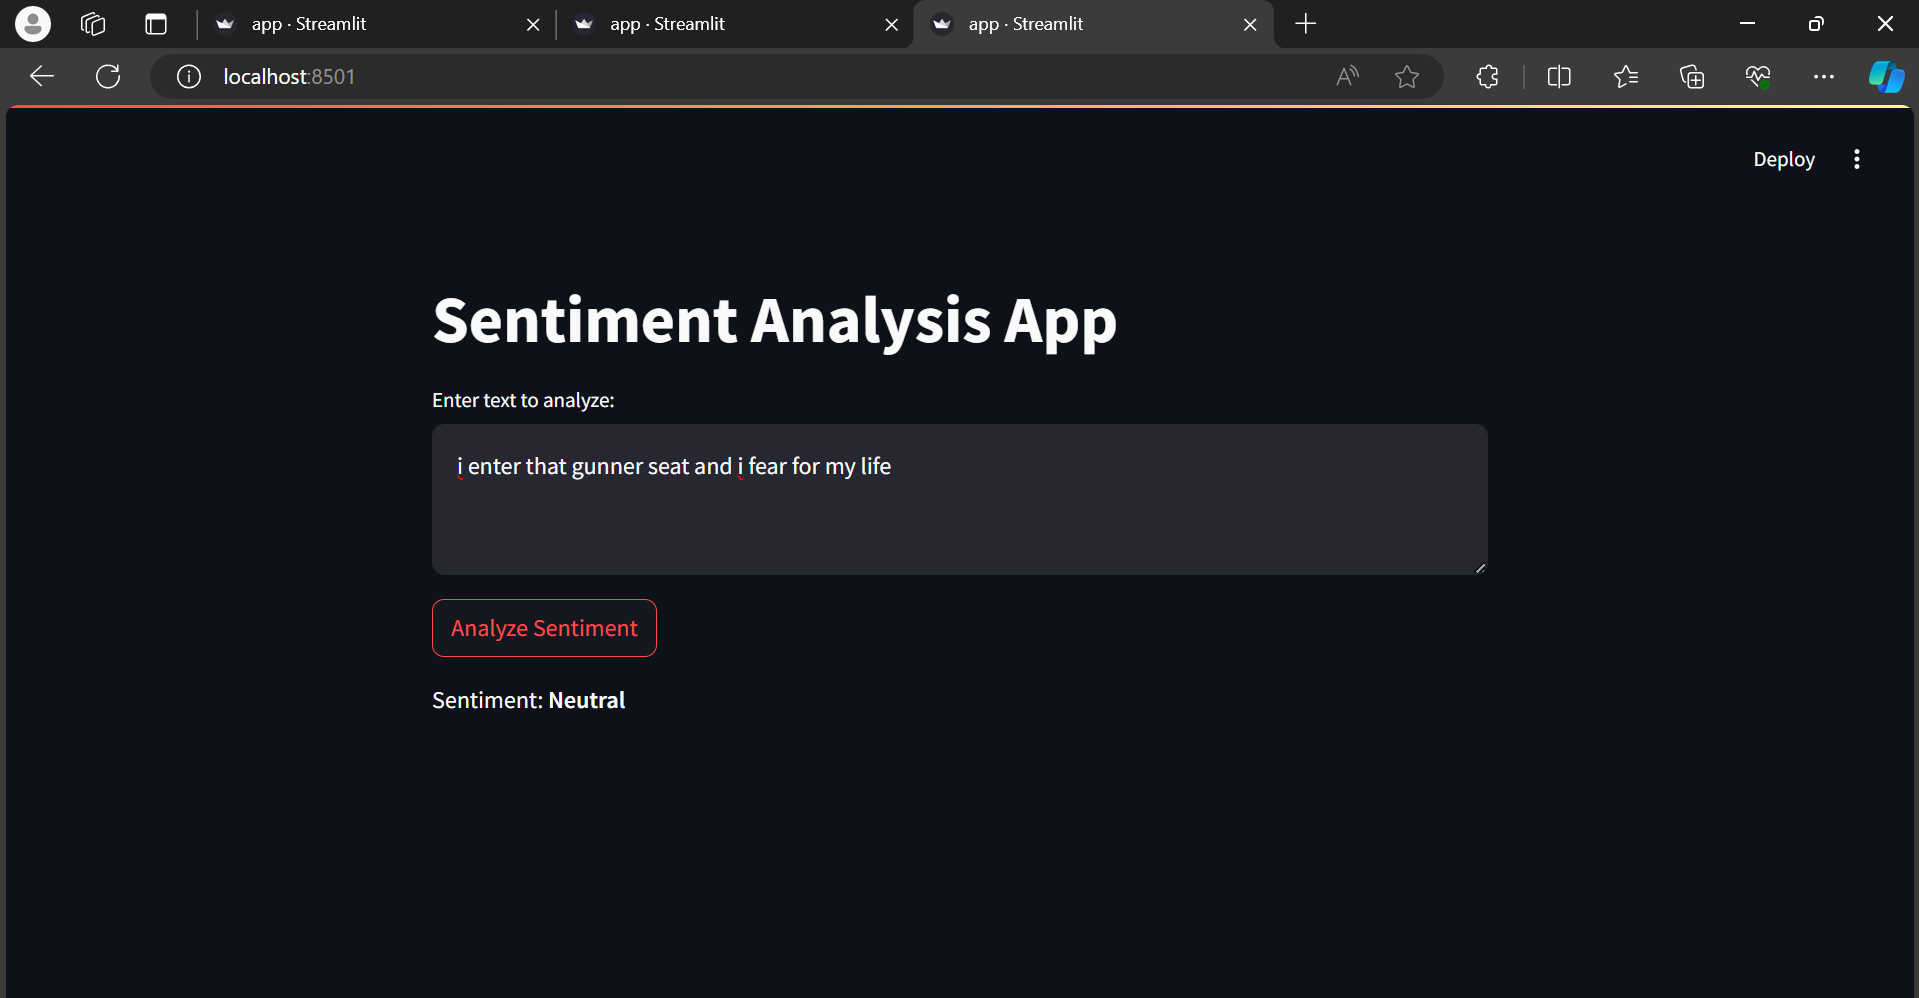 app · Streamlit
app · Streamlit
app · Streamlit
localhost:8501
Deploy
Sentiment Analysis App
Enter text to analyze:
i enter that gunner seat and i fear for my life
Analyze Sentiment
Sentiment: Neutral